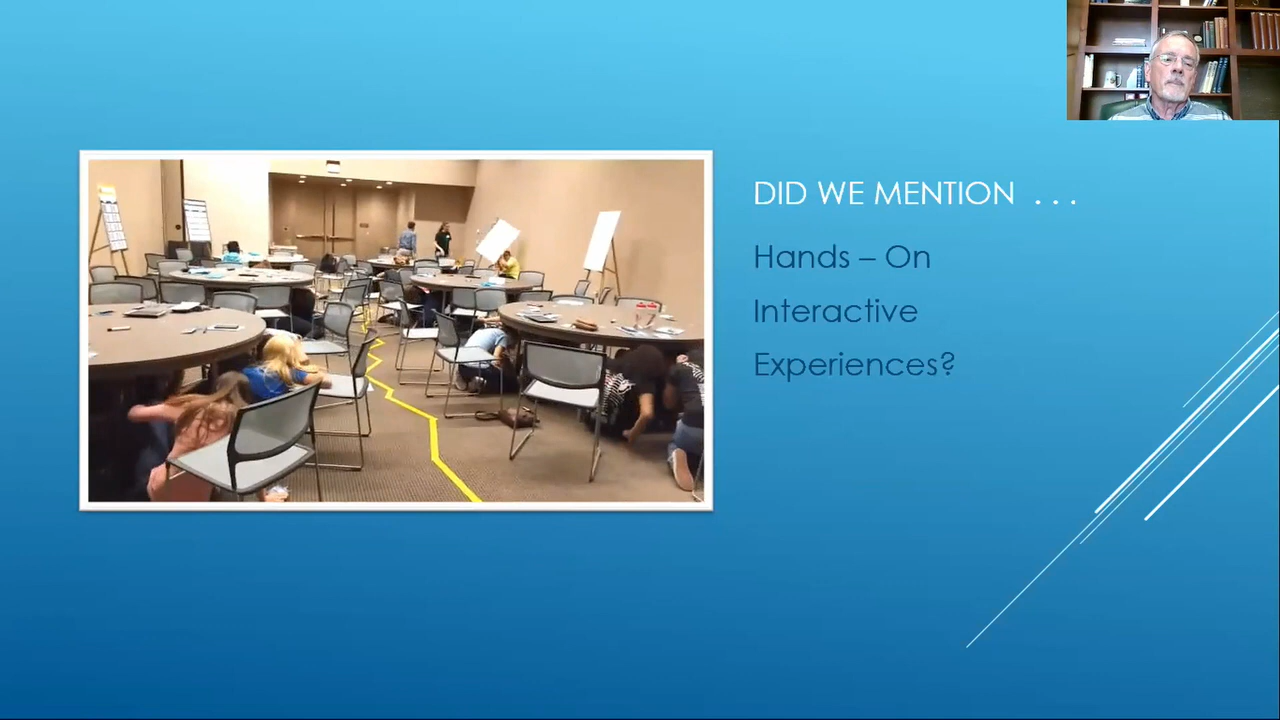 DID WE MENTION . . .
Hands – On
Interactive
Experiences?